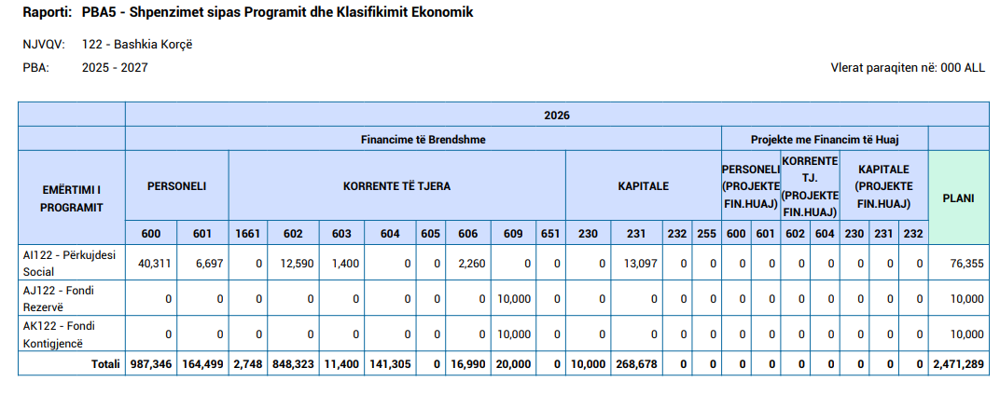 Raporti: PBA5 - Shpenzimet sipas Programit dhe Klasifikimit Ekonomik
NJVQV: 122 - Bashkia Korçë
PBA: 2025 - 2027
Vlerat paraqiten në: 000 ALL
2026
Financime të Brendshme Projekte me Financim të Huaj
EMËRTIMI I
PROGRAMIT
PERSONELI
KORRENTE TË TJERA
KAPITALE
PERSONELI
(PROJEKTE
FIN.HUAJ)
KORRENTE
TJ.
(PROJEKTE
FIN.HUAJ)
KAPITALE
(PROJEKTE
FIN.HUAJ)
PLANI
600 601 1661 602 603 604 605 606 609 651 230 231 232 255 600 601 602 604 230 231 232
AI122 - Përkujdesi
Social
40,311 6,697 0 12,590 1,400 0 0 2,260 0 0 0 13,097 0 0 0 0 0 0 0 0 0 76,355
AJ122 - Fondi
Rezervë
0 0 0 0 0 0 0 0 10,000 0 0 0 0 0 0 0 0 0 0 0 0 10,000
AK122 - Fondi
Kontigjencë
0 0 0 0 0 0 0 0 10,000 0 0 0 0 0 0 0 0 0 0 0 0 10,000
Totali 987,346 164,499 2,748 848,323 11,400 141,305 0 16,990 20,000 0 10,000 268,678 0 0 0 0 0 0 0 0 0 2,471,289